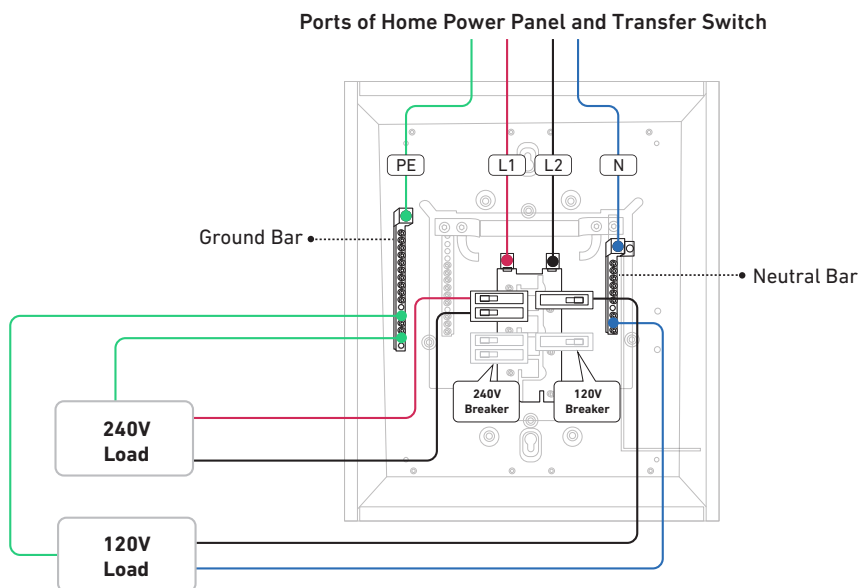 Ports of Home Power Panel and Transfer Switch
PE
L1
L2
N
Ground Bar
Neutral Bar
240V
Breaker
120V
Breaker
240V
Load
120V
Load